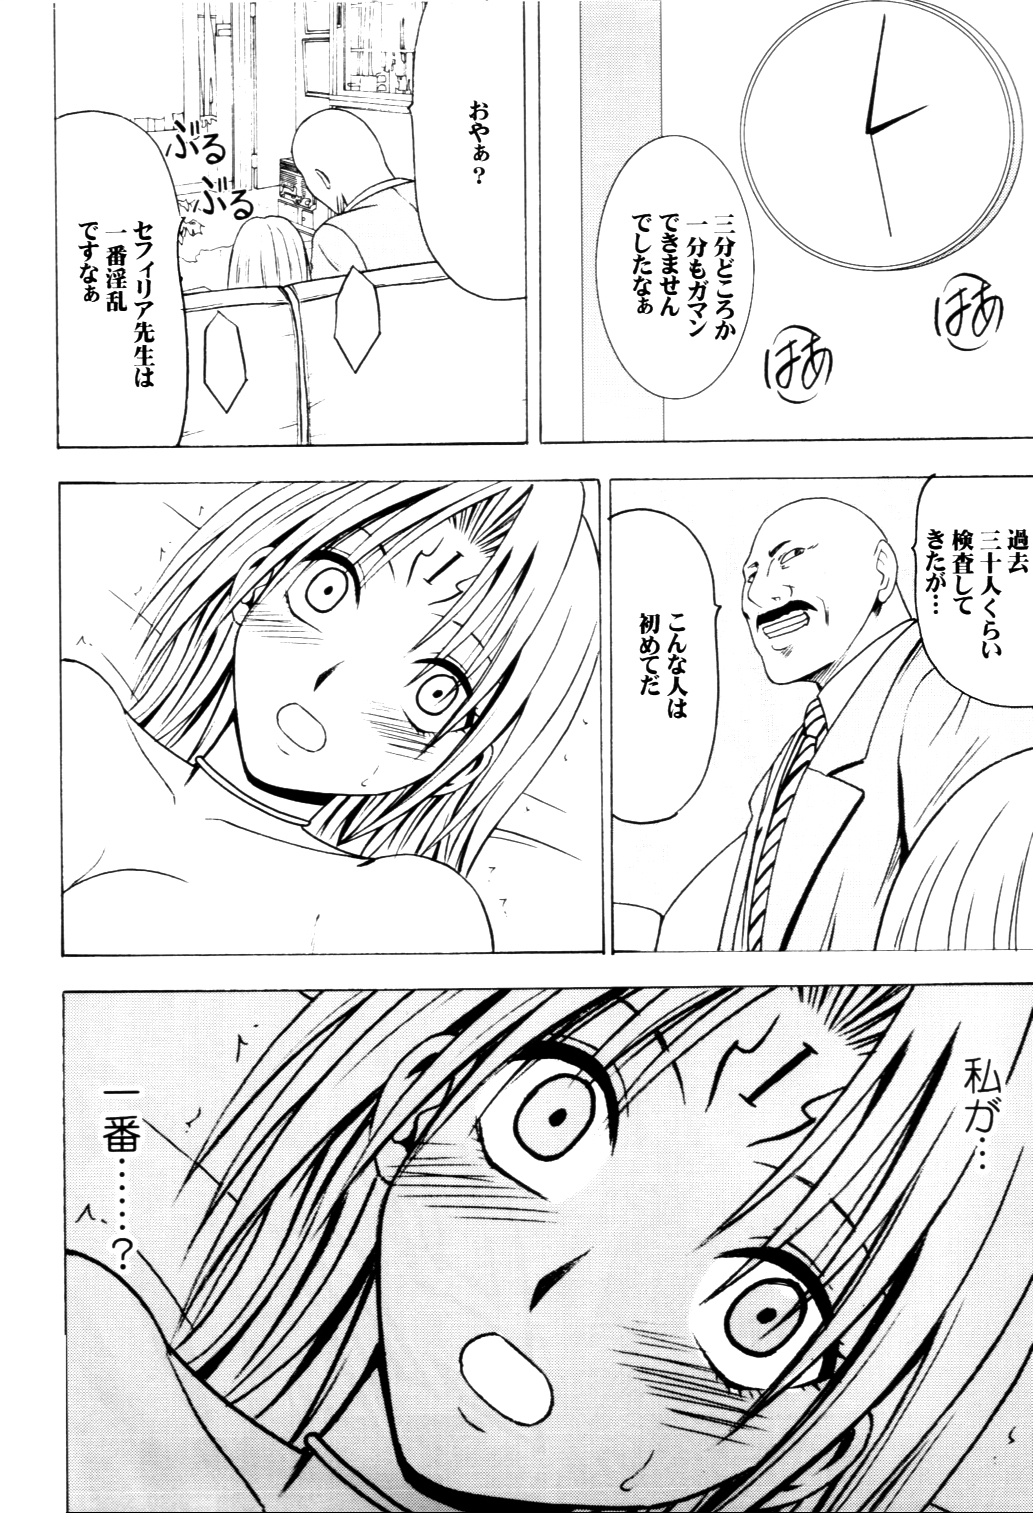 三分どころか
一分もガマン
できません
でしたなぁ
はあ
はあ
おやぁ？
ぶる
ぶる
セフィリア先生は
一番淫乱
ですなぁ
過去
三十人くらい
検査して
きたが…
こんな人は
初めてだ
I
私が…
I
一番………？